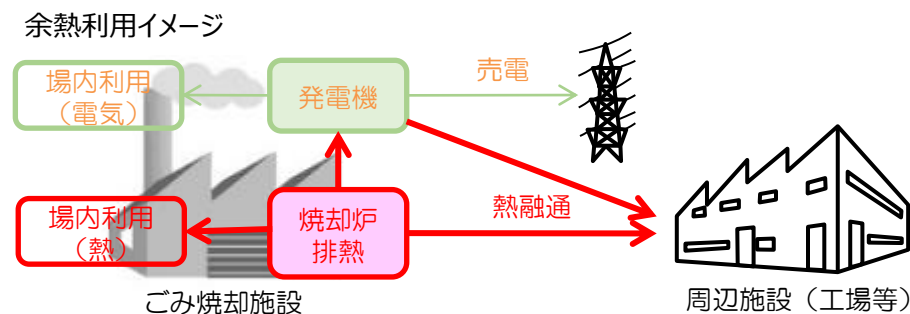 余熱利用イメージ
場内利用
（電気）
発電機
売電
場内利用
（熱）
焼却炉
排熱
熱融通
ごみ焼却施設
周辺施設（工場等）